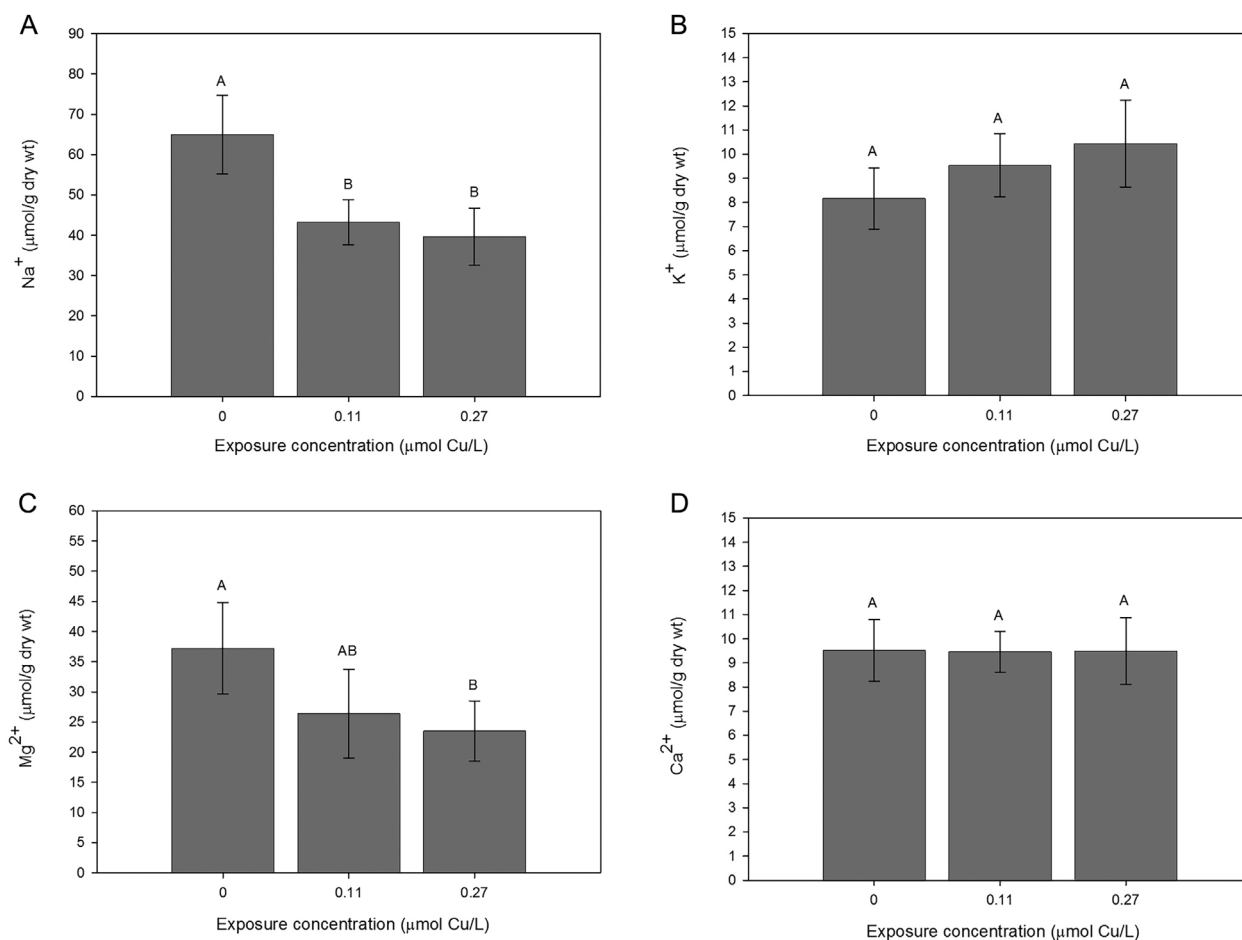 A
90
80
70
60
50
40
30
20
10
0
Na+ (μmol/g dry wt)
A
B
B
0 0.11 0.27
Exposure concentration (μmol Cu/L)
B
15
14
13
12
11
10
9
8
7
6
5
4
3
2
1
0
K+ (μmol/g dry wt)
A
A
A
0 0.11 0.27
Exposure concentration (μmol Cu/L)
C
60
55
50
45
40
35
30
25
20
15
10
5
0
Mg2+ (μmol/g dry wt)
A
AB
B
0 0.11 0.27
Exposure concentration (μmol Cu/L)
D
15
14
13
12
11
10
9
8
7
6
5
4
3
2
1
0
Ca2+ (μmol/g dry wt)
A
A
A
0 0.11 0.27
Exposure concentration (μmol Cu/L)